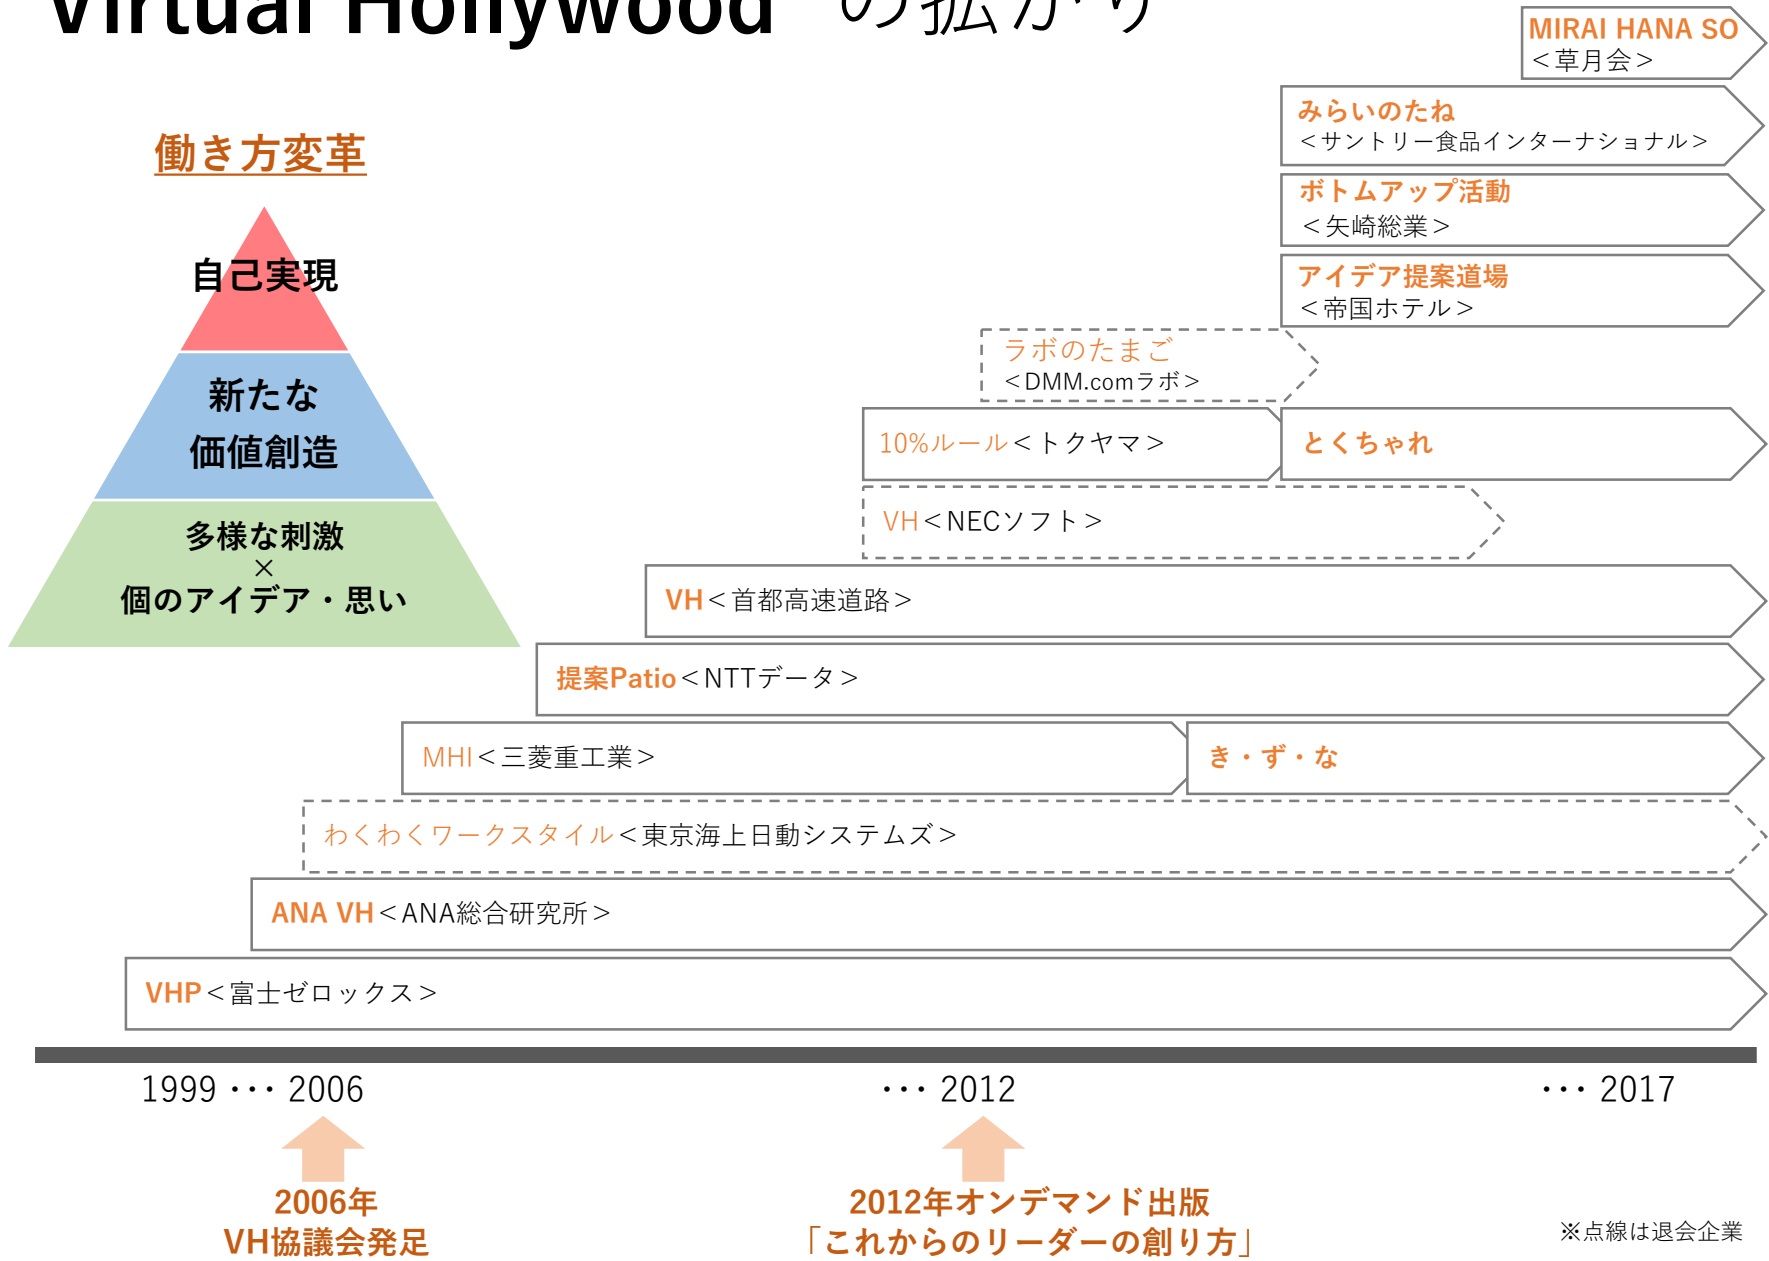 Virtual Hollywood の拡がり
働き方変革
自己実現
新たな
価値創造
多様な刺激
×
個のアイデア・思い
MIRAI HANA SO
＜草月会＞
みらいのたね
＜サントリー食品インターナショナル＞
ボトムアップ活動
＜矢崎総業＞
アイデア提案道場
＜帝国ホテル＞
ラボのたまご
＜DMM.comラボ＞
10%ルール＜トクヤマ＞
とくちゃれ
VH＜NECソフト＞
VH＜首都高速道路＞
提案Patio＜NTTデータ＞
MHI＜三菱重工業＞
き・ず・な
わくわくワークスタイル＜東京海上日動システムズ＞
ANA VH＜ANA総合研究所＞
VHP＜富士ゼロックス＞
1999 ･･･ 2006
･･･ 2012
･･･ 2017
2006年
VH協議会発足
2012年オンデマンド出版
「これからのリーダーの創り方」
※点線は退会企業